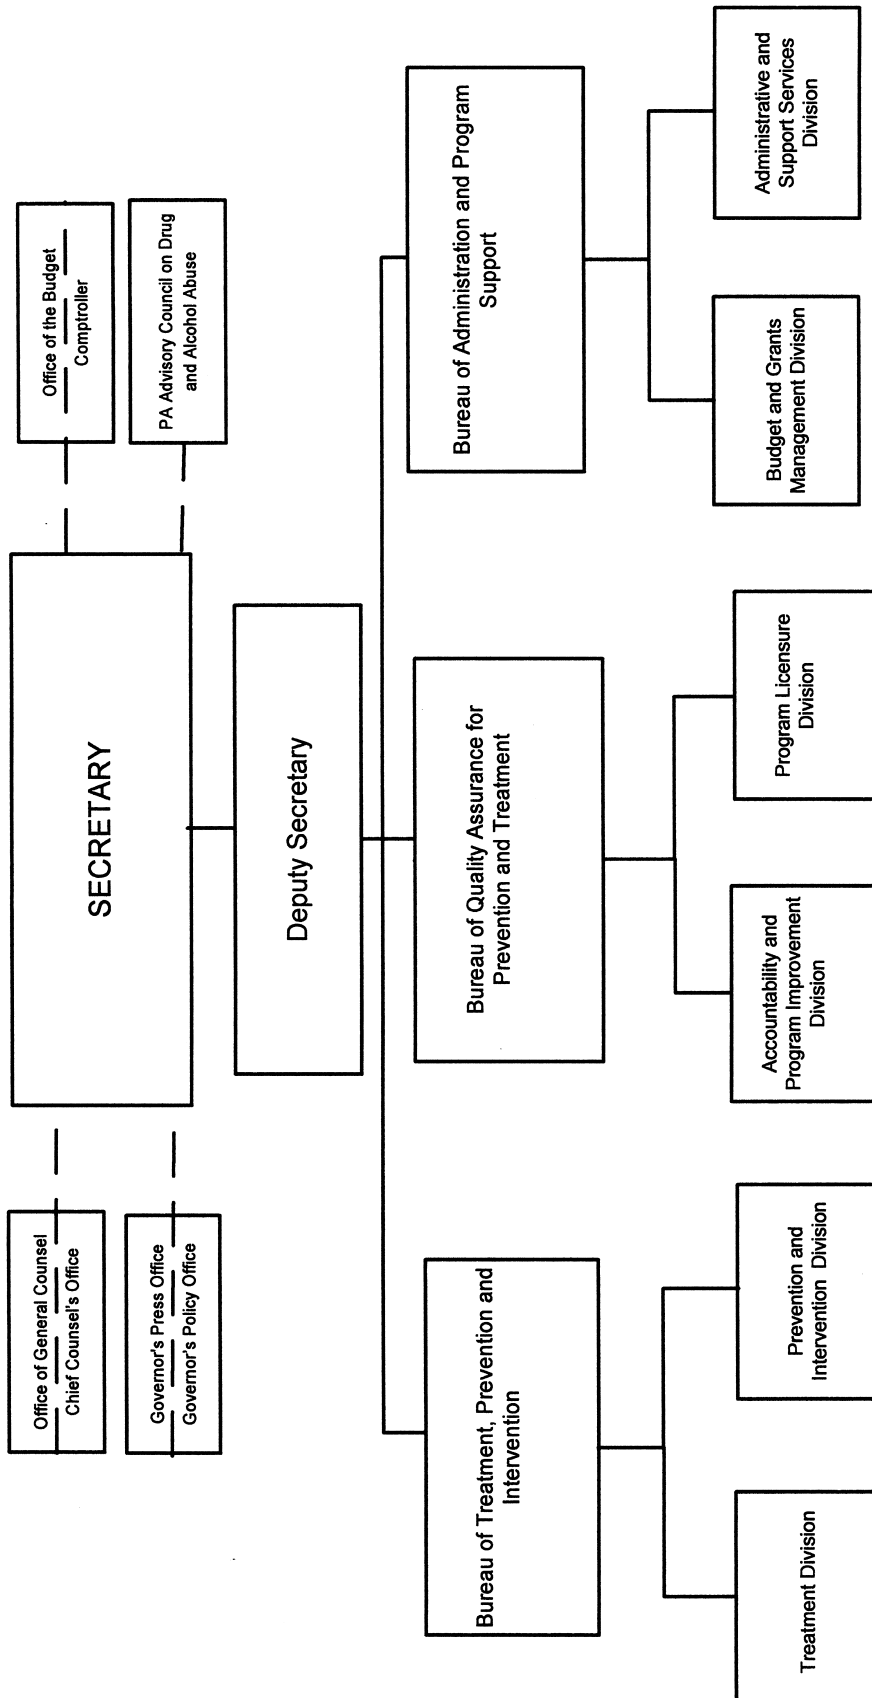 Office of General Counsel
Chief Counsel's Office
Governor's Press Office
Governor's Policy Office
SECRETARY
Office of the Budget
Comptroller
PA Advisory Council on Drug
and Alcohol Abuse
Deputy Secretary
Bureau of Treatment, Prevention and
Intervention
Bureau of Quality Assurance for
Prevention and Treatment
Bureau of Administration and Program
Support
Treatment Division
Prevention and
Intervention Division
Accountability and
Program Improvement
Division
Program Licensure
Division
Budget and Grants
Management Division
Administrative and
Support Services
Division